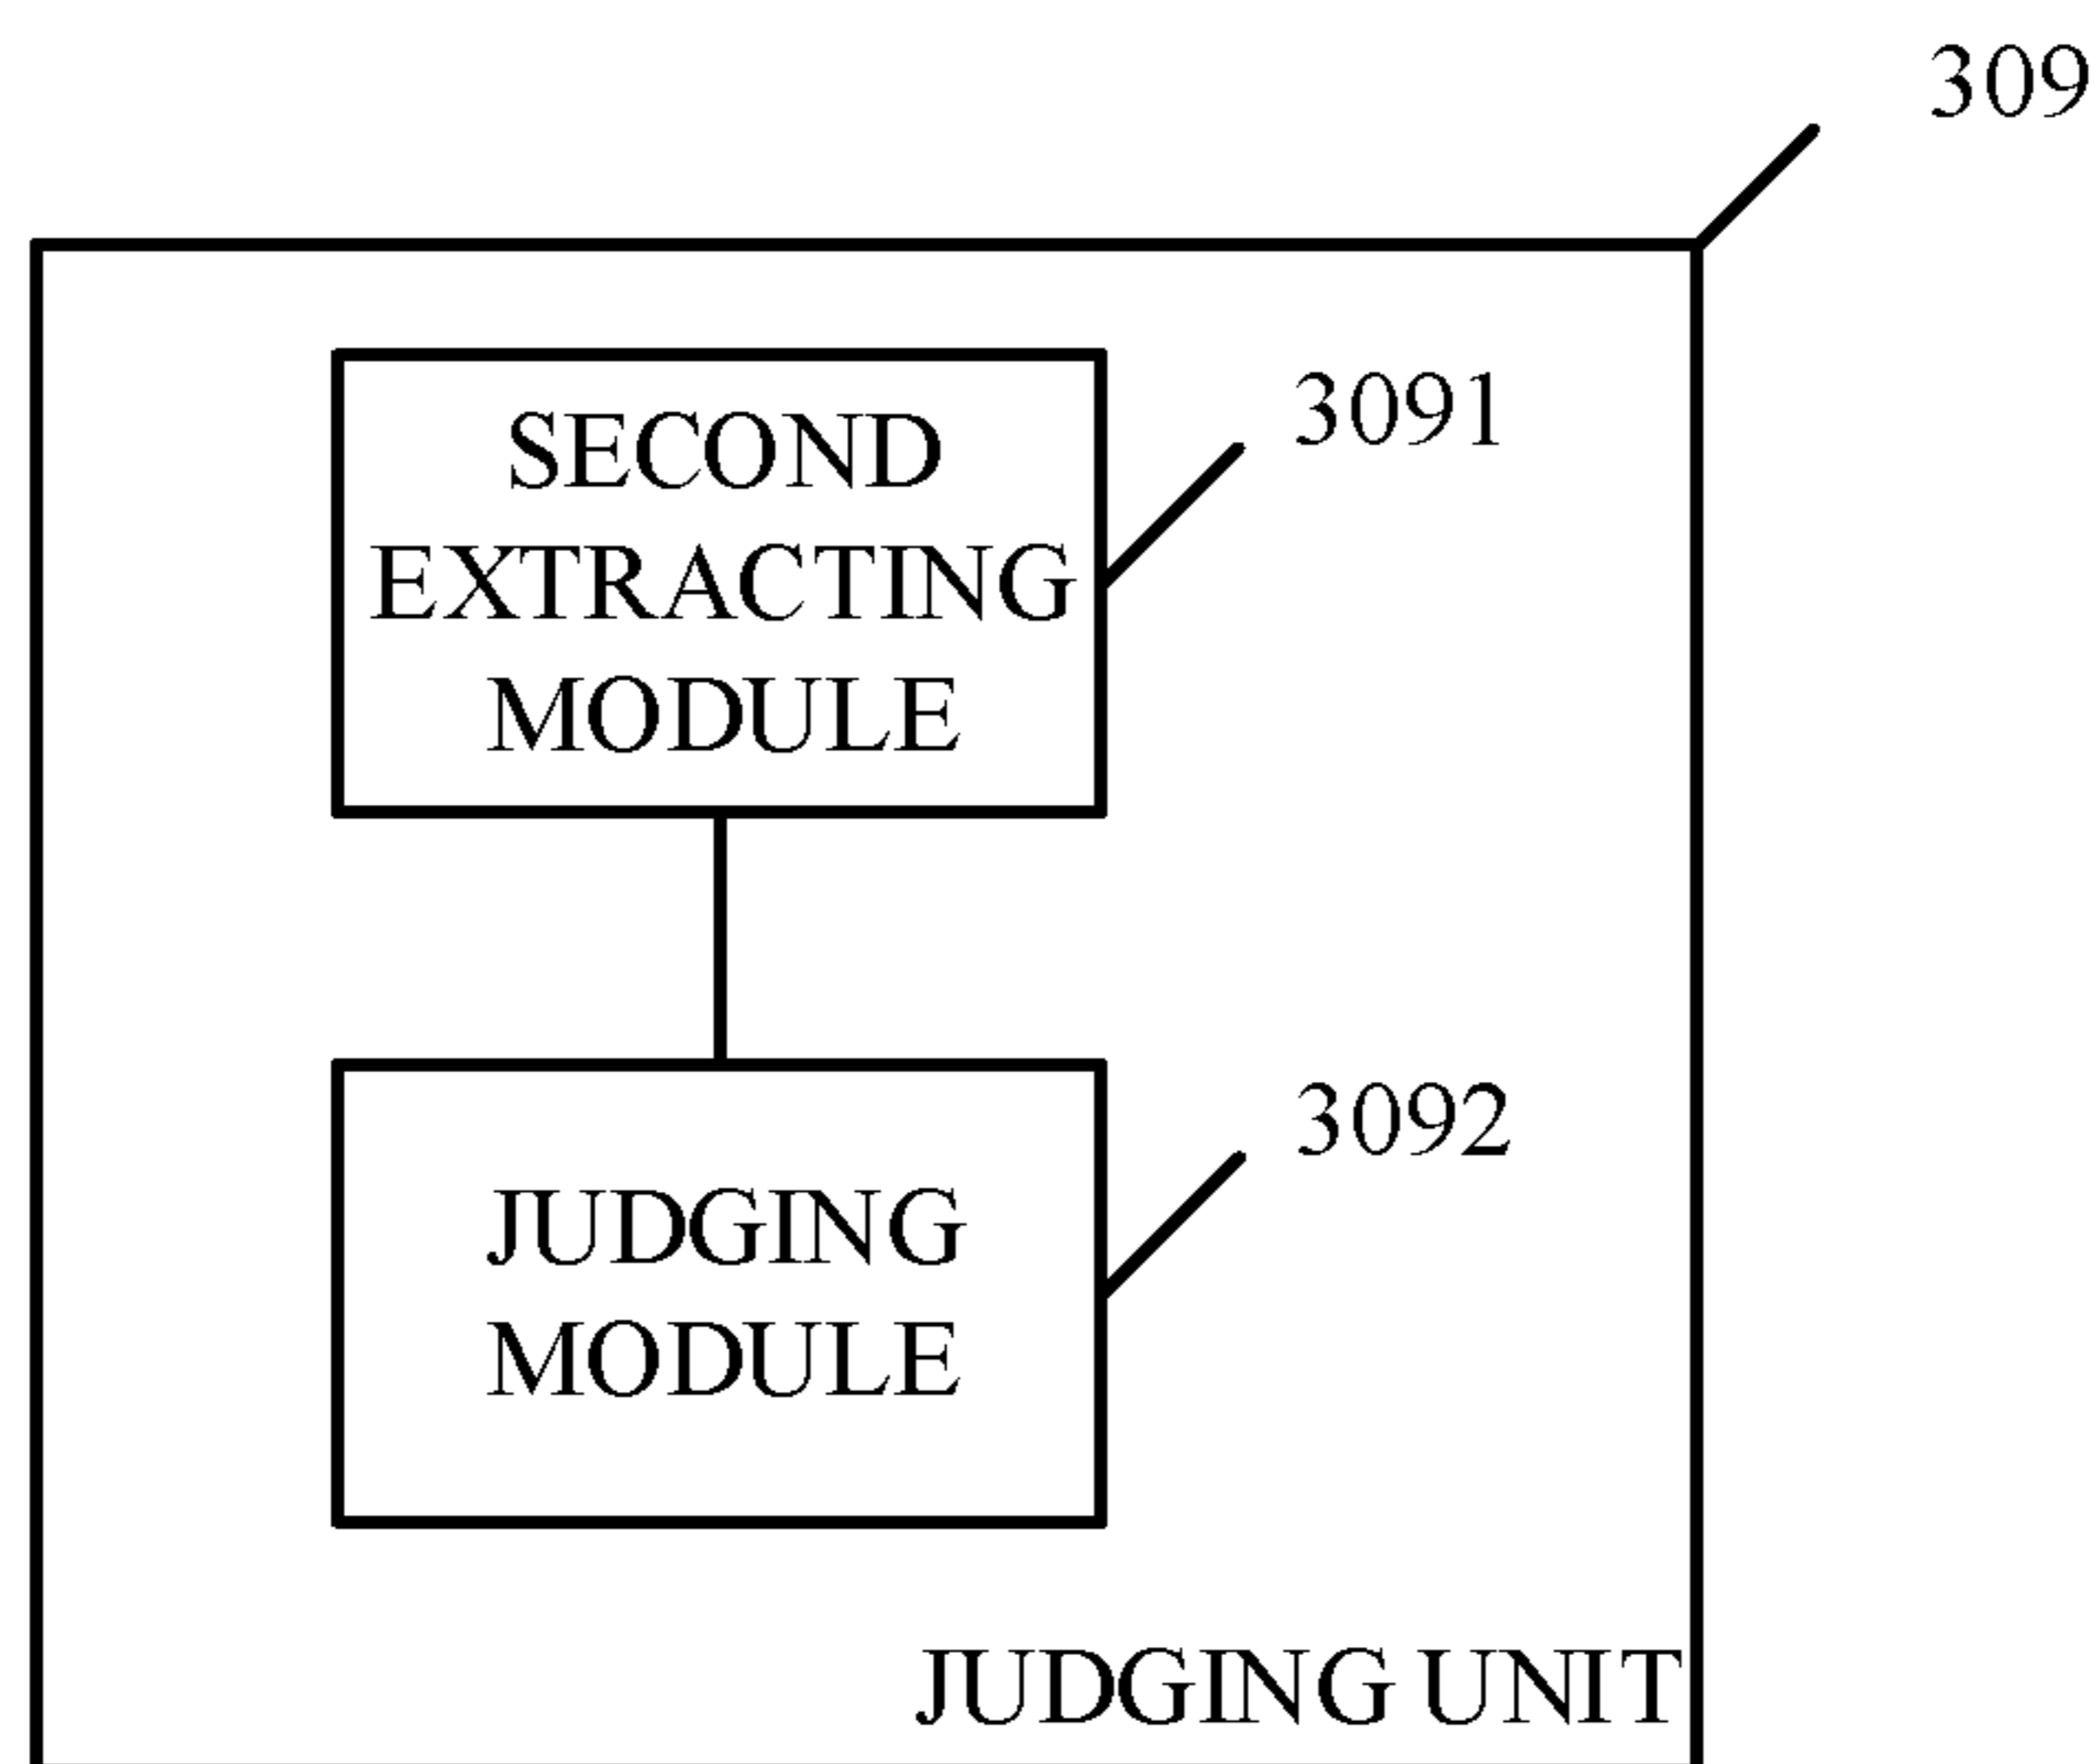 309
SECOND
EXTRACTING
MODULE
3091
JUDGING
MODULE
3092
JUDGING UNIT